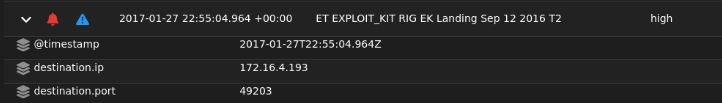 2017-01-27 22:55:04.964 +00:00 ET EXPLOIT_KIT RIG EK Landing Sep 12 2016 T2 high
@timestamp 2017-01-27T22:55:04.964Z
destination.ip 172.16.4.193
destination.port 49203